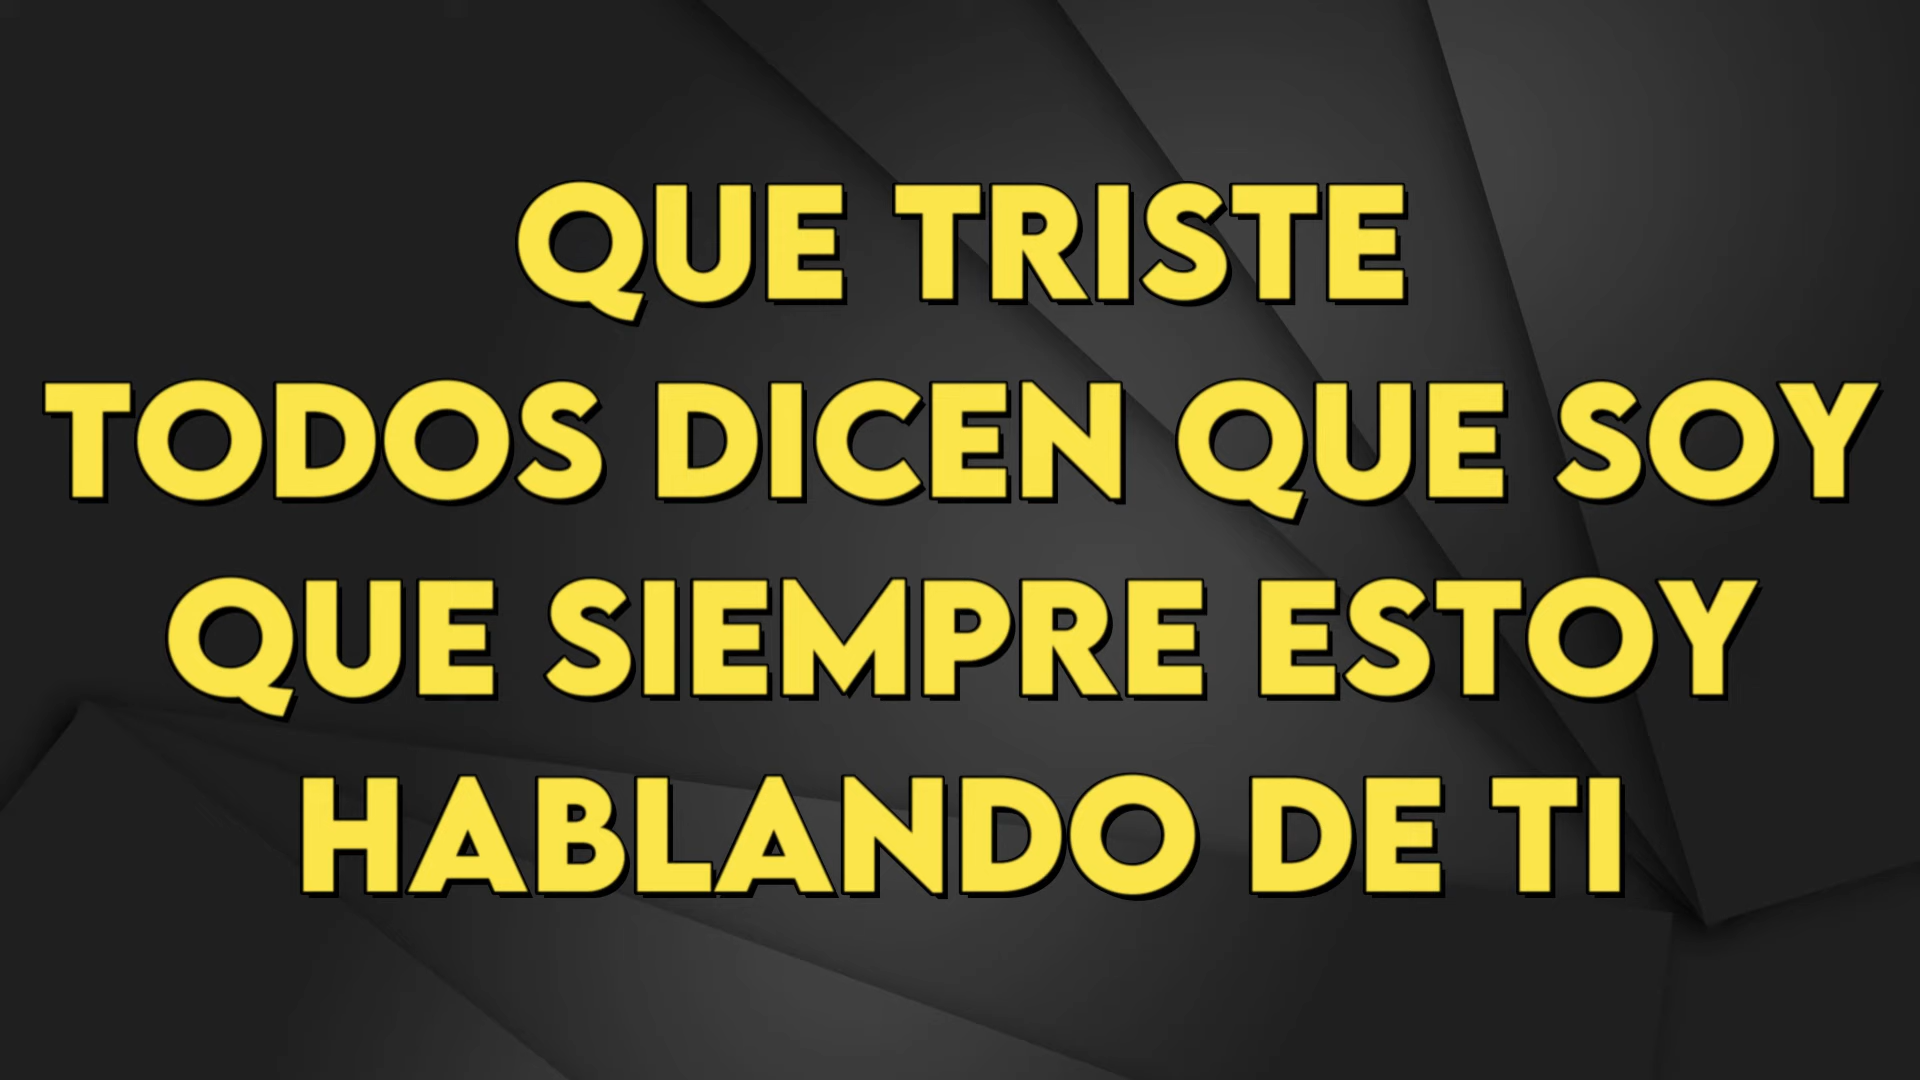 QUE TRISTE
TODOS DICEN QUE SOY
QUE SIEMPRE ESTOY
HABLANDO DE TI